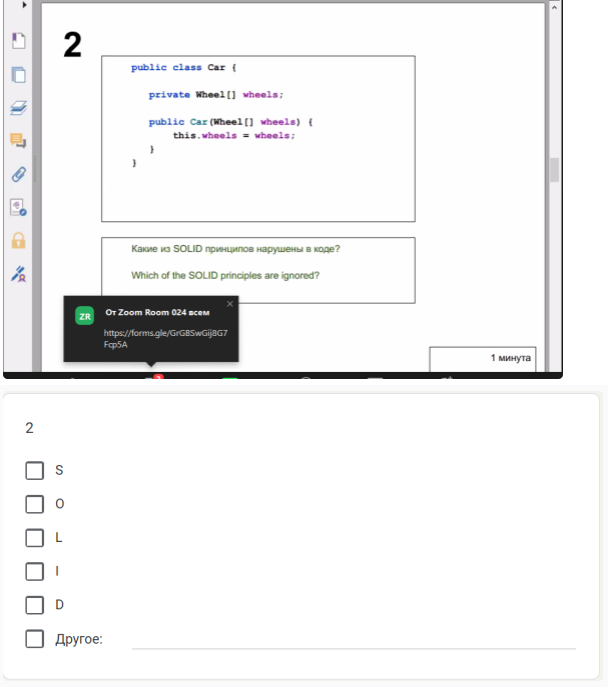 2
public class Car {
private Wheel[] wheels;
public Car(Wheel[] wheels) {
this.wheels = wheels;
}
}
Какие из SOLID принципов нарушены в коде?
Which of the SOLID principles are ignored?
ZR
От Zoom Room 024 всем
https://forms.gle/GrGBSwGij8G7
Fcp5A
1 минута
2
2
S
O
L
I
D
Другое: